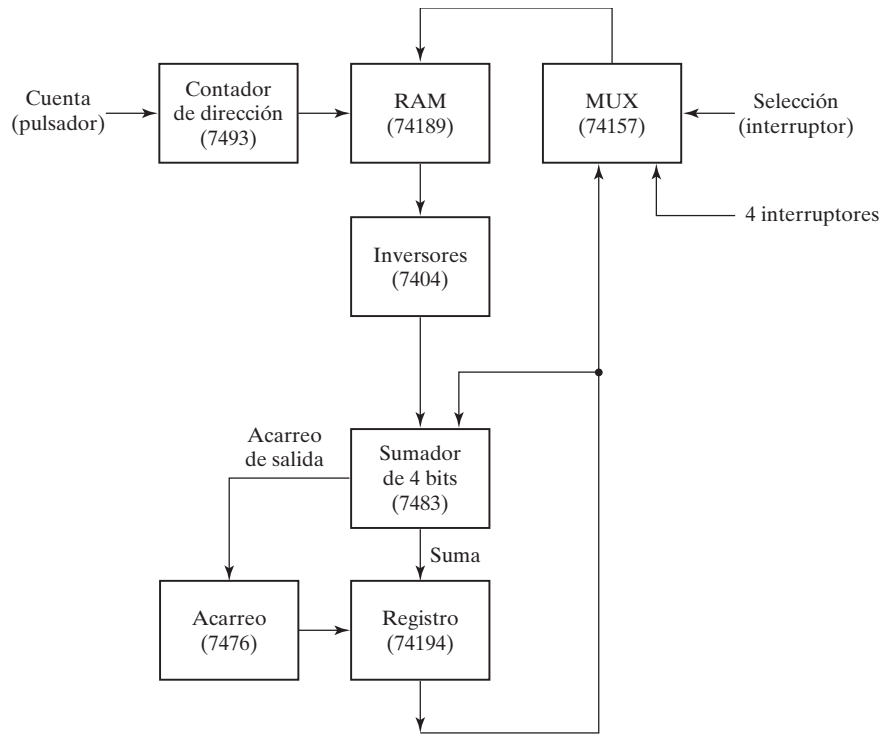 Cuenta
(pulsador)
Contador
de dirección
(7493)
RAM
(74189)
MUX
(74157)
Selección
(interruptor)
4 interruptores
Inversores
(7404)
Acarreo
de salida
Sumador
de 4 bits
(7483)
Suma
Acarreo
(7476)
Registro
(74194)